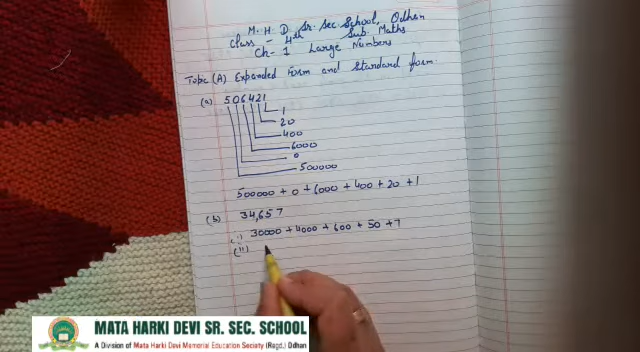 M. H. D. Sr. Sec. School, Odhan
Class - 4th Sub. Maths
Ch- 1 Large Numbers
Topic (A) Expanded Form and Standard form.
(a) 506421
1
20
400
6000
0
500000
500000 + 0 + 6000 + 400 + 20 + 1
(b) 34,657
(i) 30000 + 4000 + 600 + 50 + 7
(ii)
MATA HARKI DEVI SR. SEC. SCHOOL
A Division of Mata Harki Devi Memorial Education Society (Regd.) Odhan